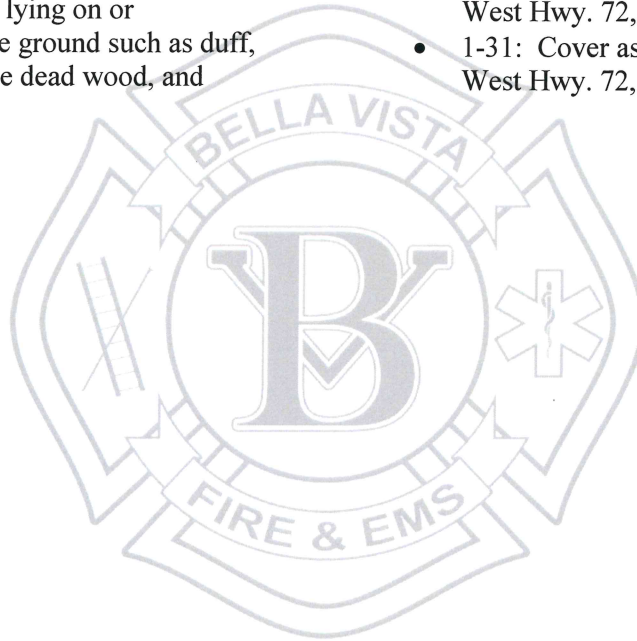 lying on or
e ground such as duff,
e dead wood, and
West Hwy. 72,
• 1-31: Cover as
West Hwy. 72,
BELLA VISTA
BV
FIRE & EMS